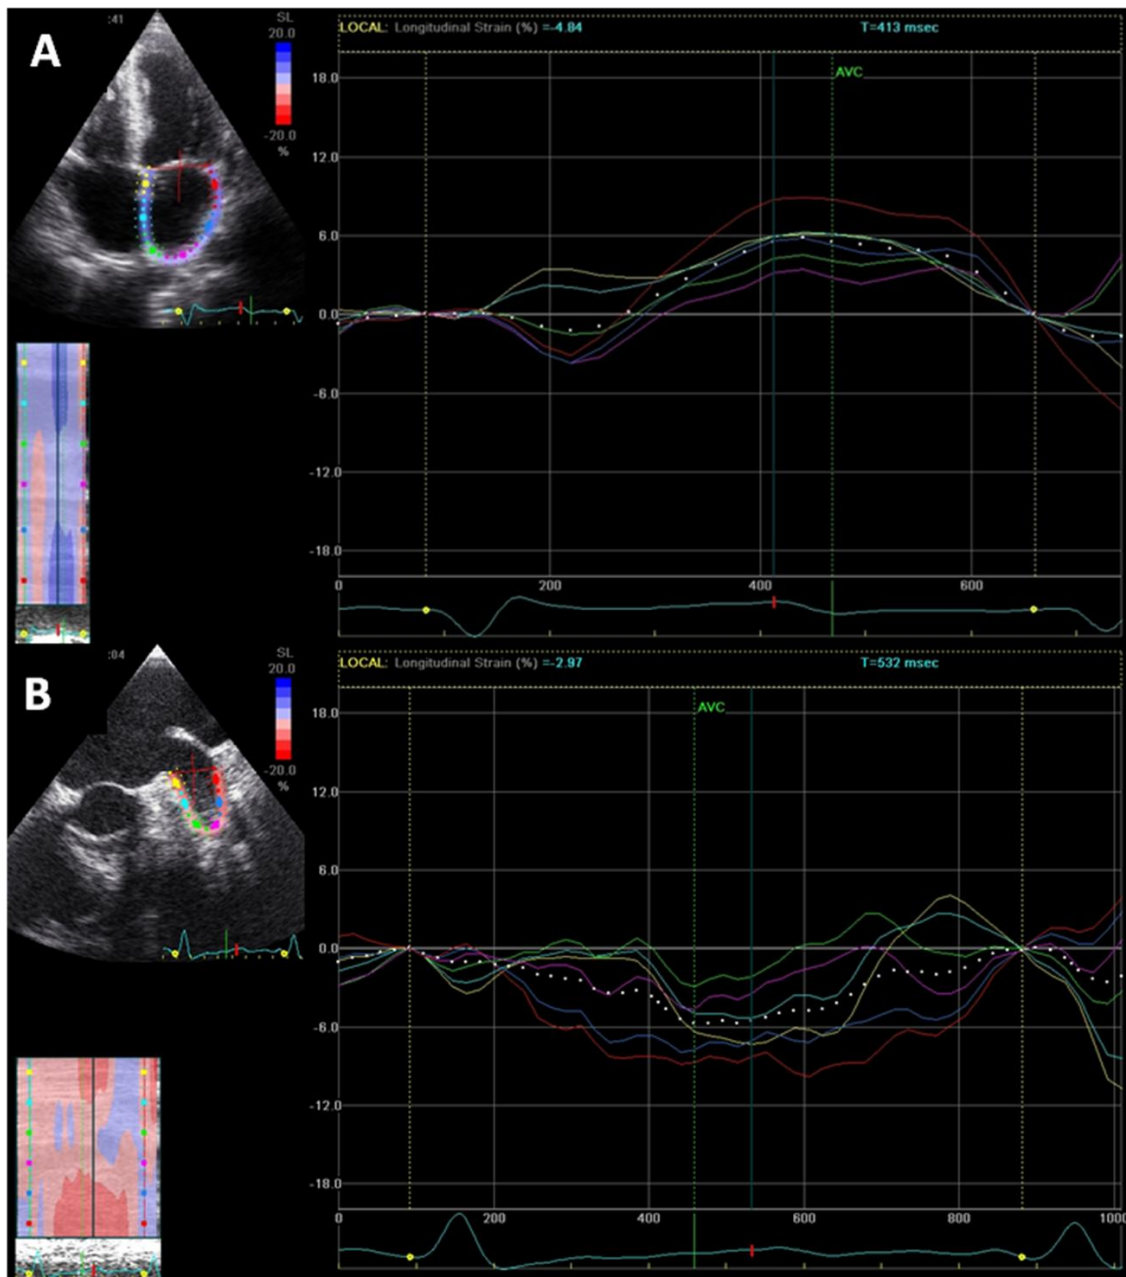 A
:41
SL
20.0
-20.0
%
LOCAL: Longitudinal Strain (%) =-4.84 T=413 msec
AVC
18.0
12.0
6.0
0.0
-6.0
-12.0
-18.0
0 200 400 600
B
:04
SL
20.0
-20.0
%
LOCAL: Longitudinal Strain (%) =-2.97 T=532 msec
AVC
18.0
12.0
6.0
0.0
-6.0
-12.0
-18.0
0 200 400 600 800 1000